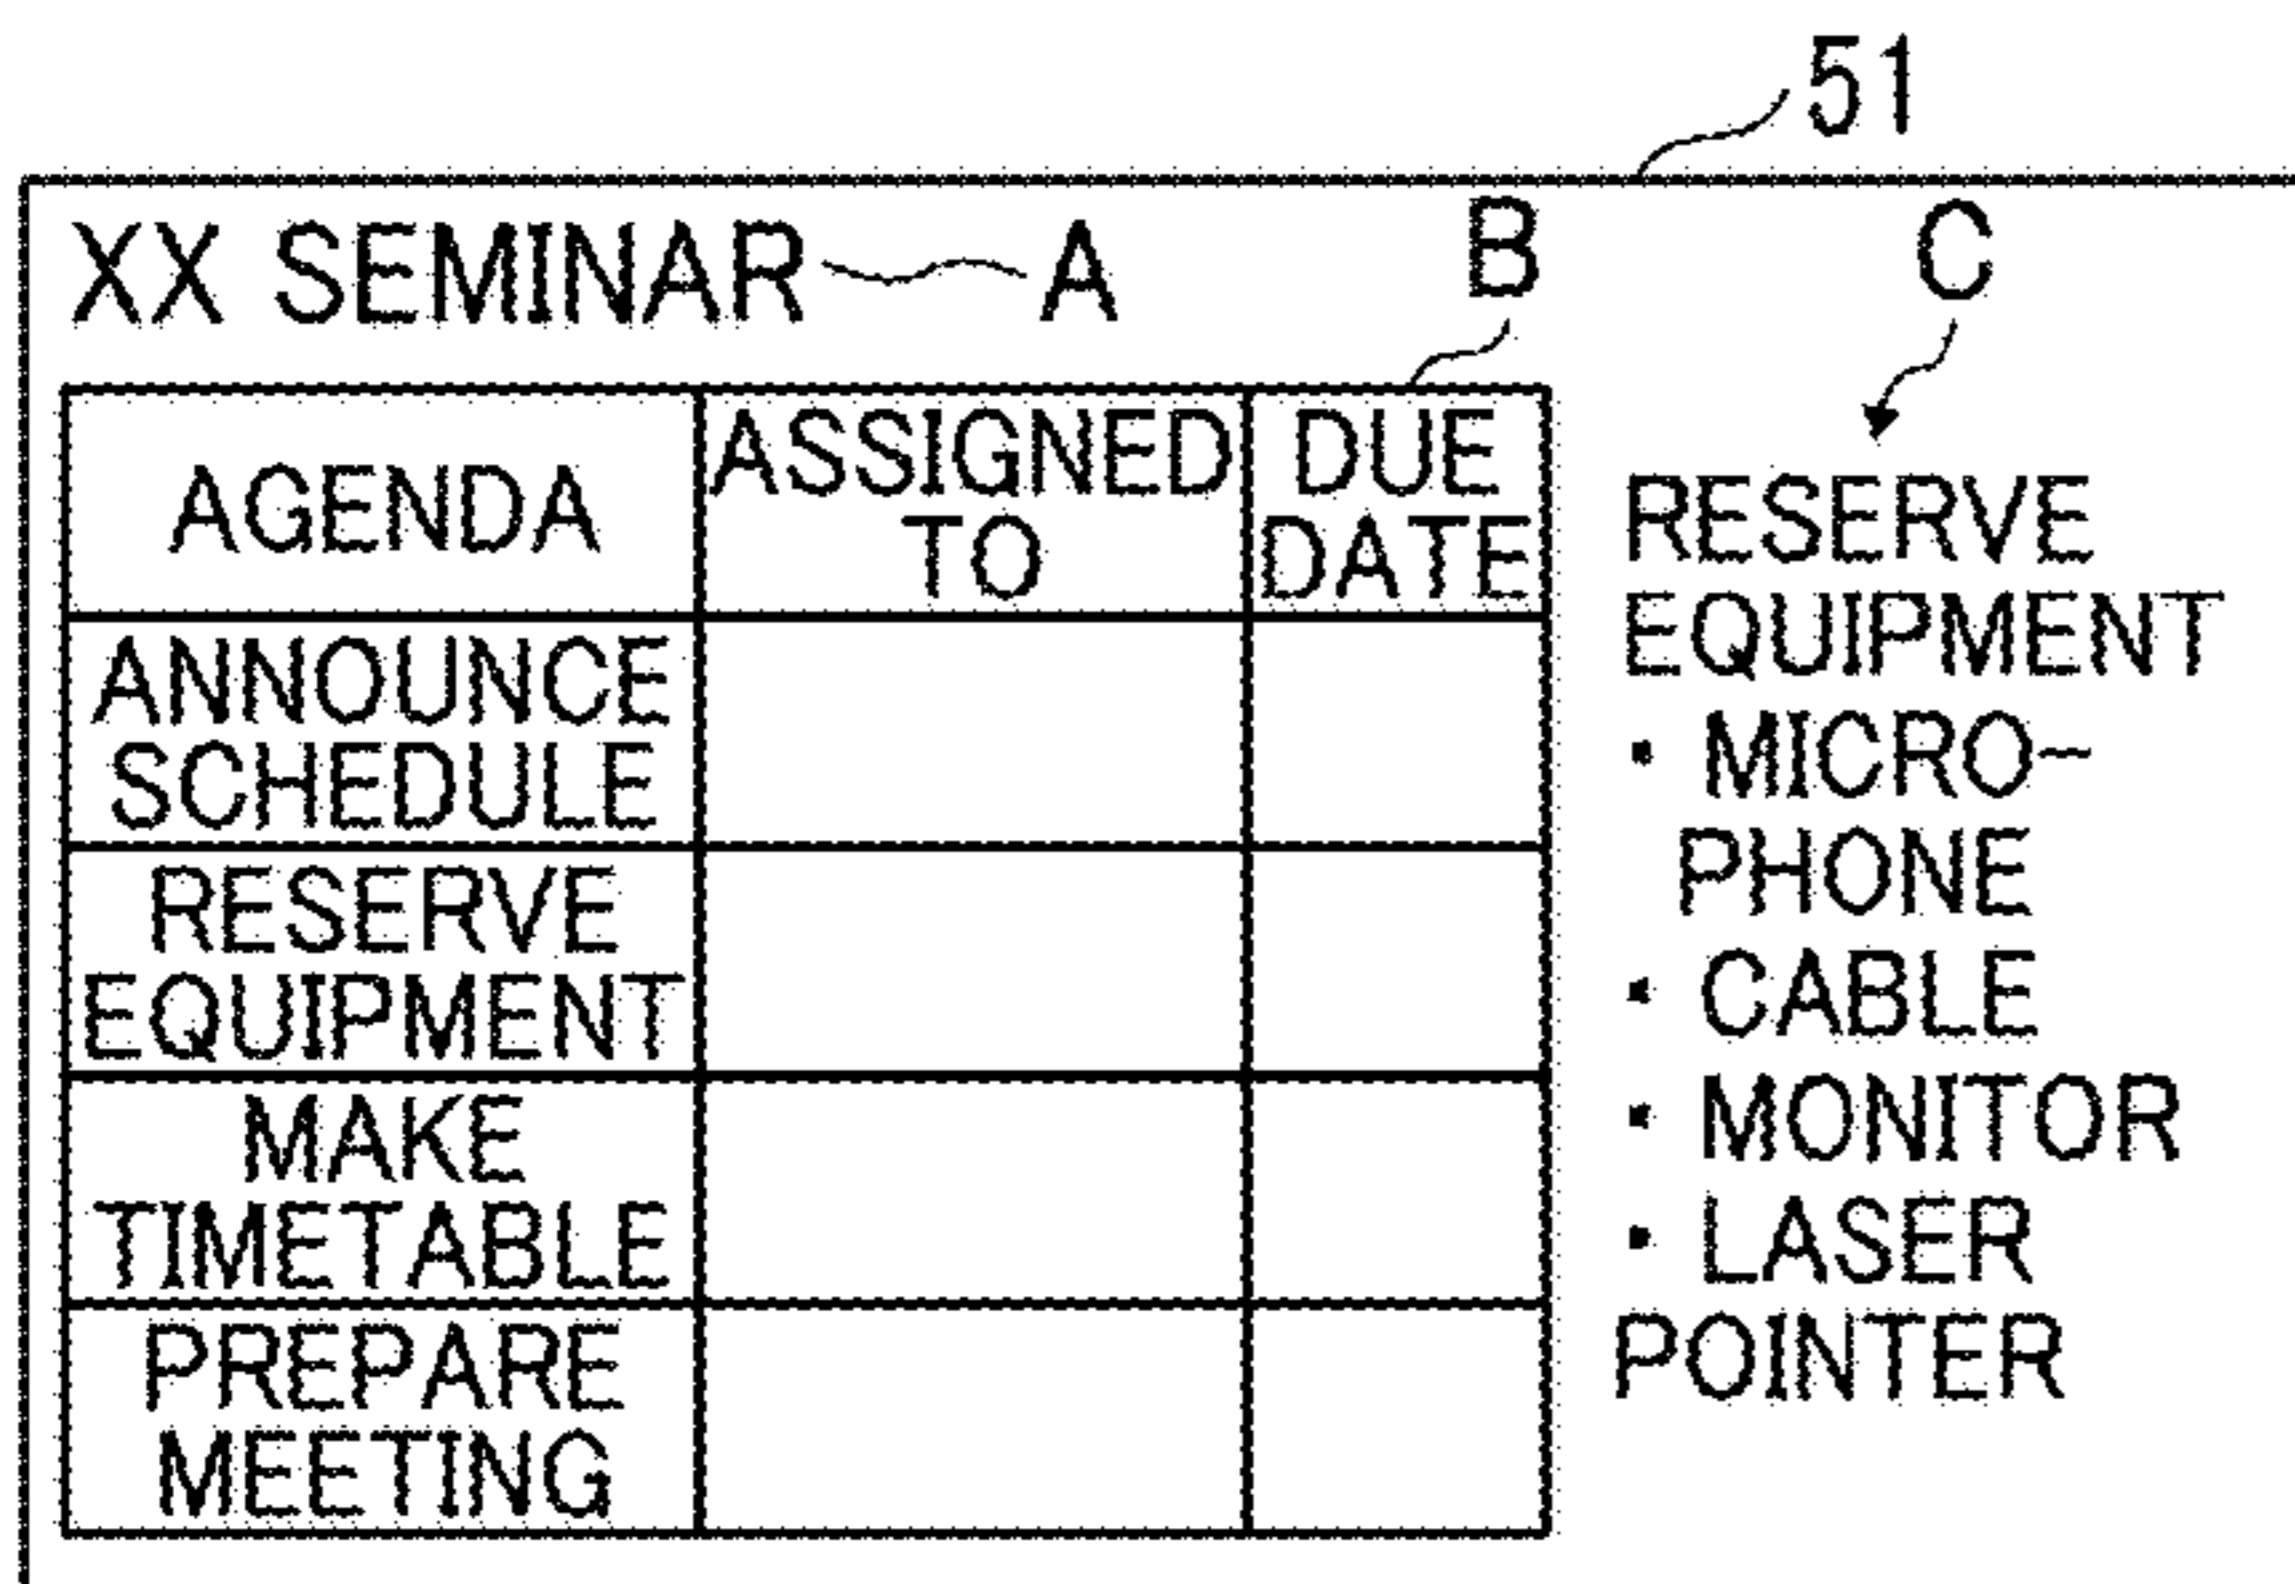 51
XX SEMINAR A
B
C
AGENDA
ASSIGNED
TO
DUE
DATE
ANNOUNCE
SCHEDULE
RESERVE
EQUIPMENT
MAKE
TIMETABLE
PREPARE
MEETING
RESERVE
EQUIPMENT
・MICRO-
PHONE
・CABLE
・MONITOR
・LASER
POINTER